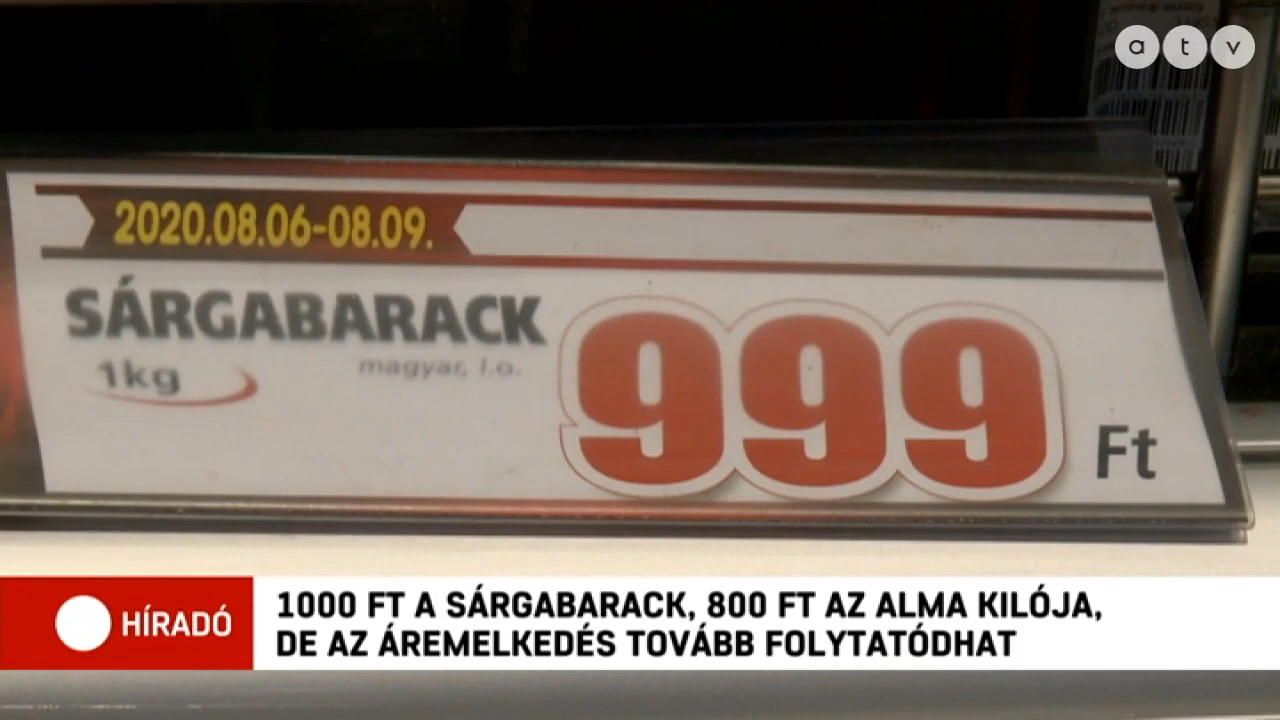 atv
2020.08.06-08.09.
SÁRGABARACK
1kg
magyar, I.o.
999 Ft
HÍRADÓ
1000 FT A SÁRGABARACK, 800 FT AZ ALMA KILÓJA,
DE AZ ÁREMELKEDÉS TOVÁBB FOLYTATÓDHAT